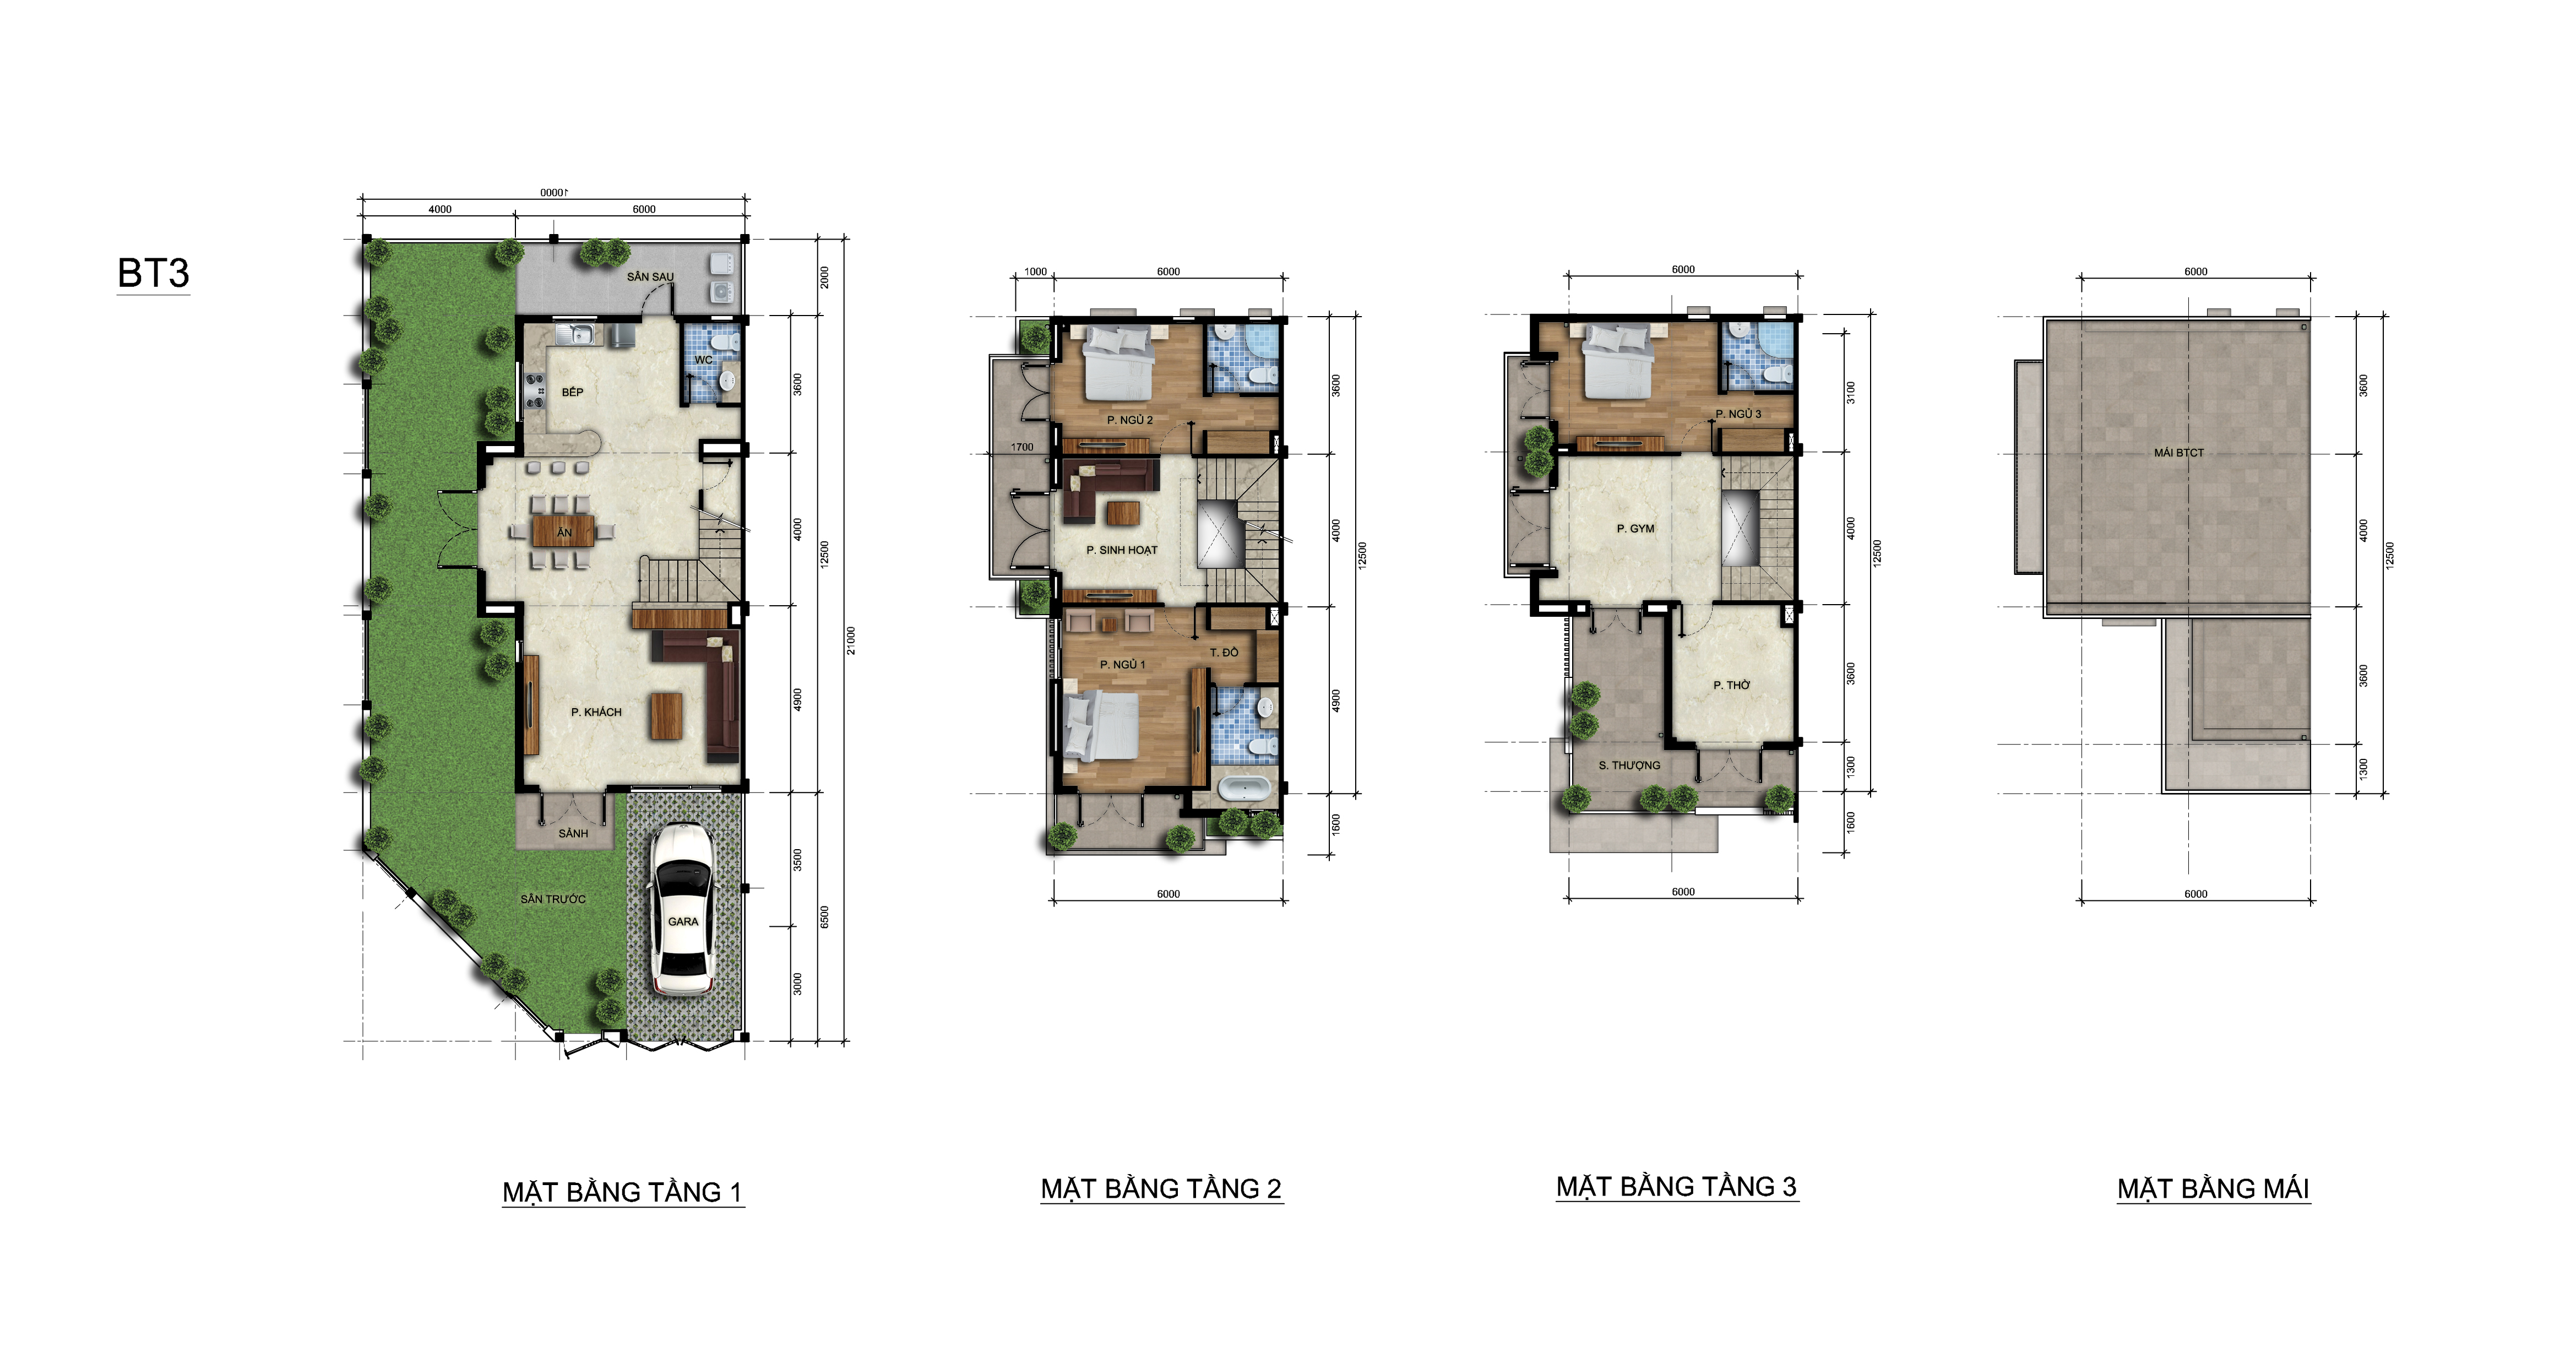 BT3
10000
4000
6000
SÂN SAU
2000
WC
BẾP
3600
ĂN
4000
12500
21000
P. KHÁCH
4900
SẢNH
3500
SÂN TRƯỚC
GARA
6500
3000
MẶT BẰNG TẦNG 1
1000
6000
P. NGỦ 2
3600
1700
P. SINH HOẠT
4000
12500
P. NGỦ 1
T. ĐỒ
4900
1600
6000
MẶT BẰNG TẦNG 2
6000
P. NGỦ 3
3100
P. GYM
4000
12500
P. THỜ
3600
S. THƯỢNG
1300
1600
6000
MẶT BẰNG TẦNG 3
6000
3600
MÁI BTCT
4000
12500
3600
1300
6000
MẶT BẰNG MÁI